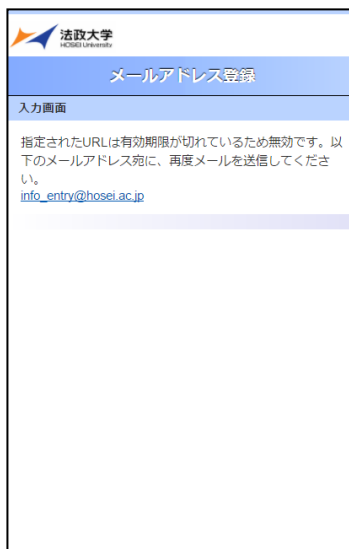 法政大学
HOSEI University
メールアドレス登録
入力画面
指定されたURLは有効期限が切れているため無効です。以
下のメールアドレス宛に、再度メールを送信してくださ
い。
info_entry@hosei.ac.jp